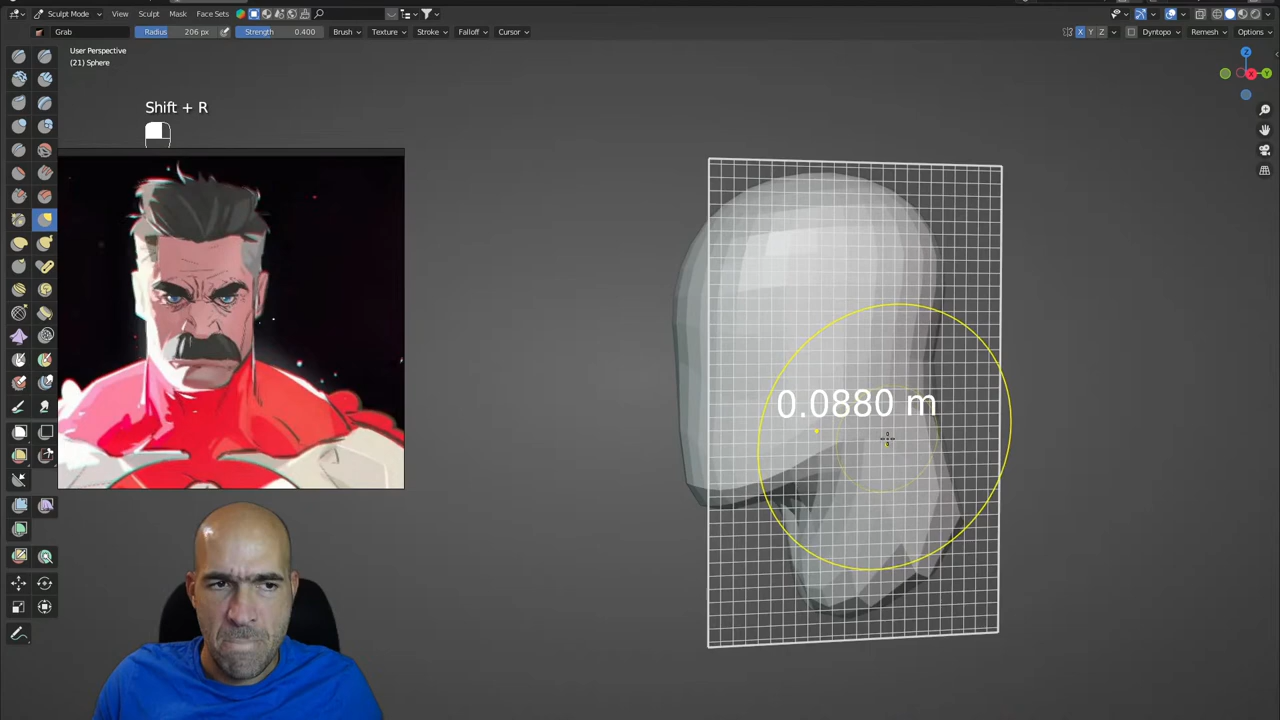 Sculpt Mode View Sculpt Mask Face Sets
Grab Radius 206 px Strength 0.400 Brush Texture Stroke Falloff Cursor X Y Z Dyntopo Remesh Options
User Perspective
(21) Sphere
Z
X Y
Shift + R
0.0880 m